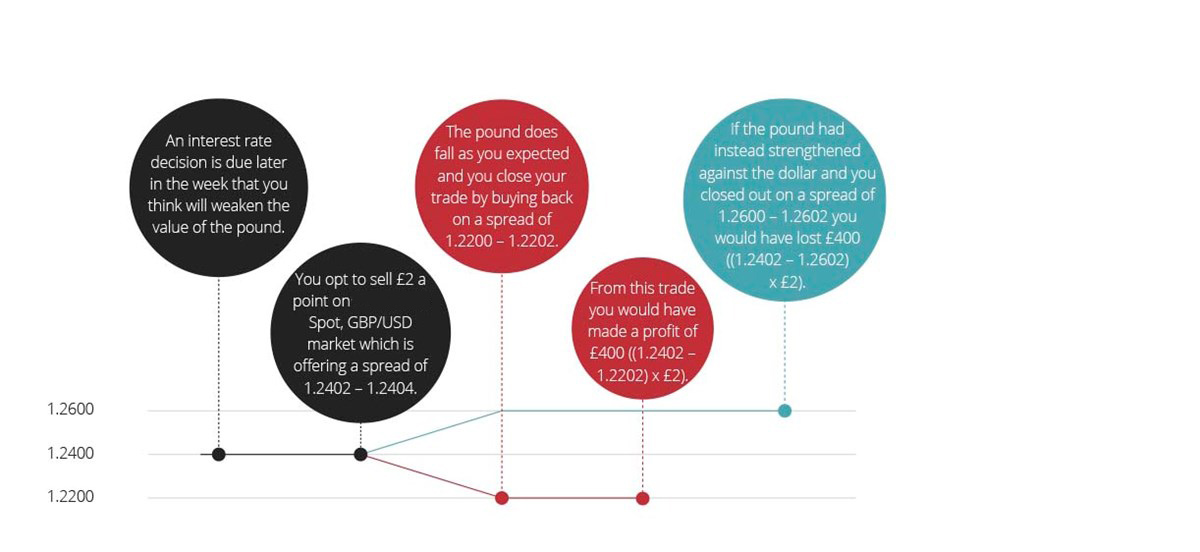 An interest rate
decision is due later
in the week that you
think will weaken the
value of the pound.
You opt to sell £2 a
point on
Spot, GBP/USD
market which is
offering a spread of
1.2402 – 1.2404.
The pound does
fall as you expected
and you close your
trade by buying back
on a spread of
1.2200 – 1.2202.
From this trade
you would have
made a profit of
£400 ((1.2402 –
1.2202) x £2).
If the pound had
instead strengthened
against the dollar and you
closed out on a spread of
1.2600 – 1.2602 you
would have lost £400
((1.2402 – 1.2602)
x £2).
1.2600
1.2400
1.2200